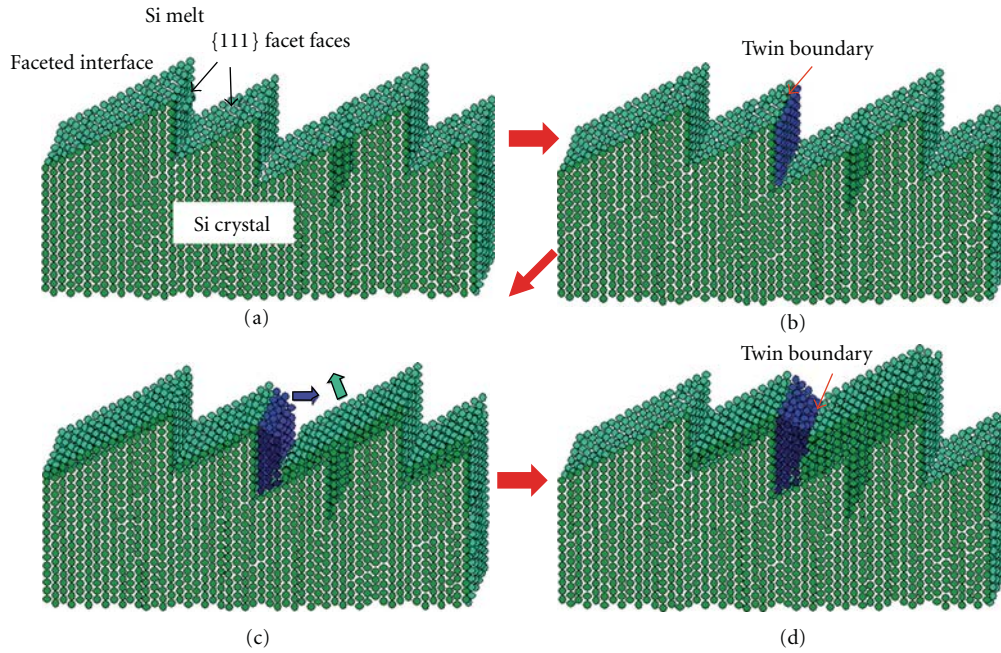 Si melt
{111} facet faces
Faceted interface
Si crystal
(a)
Twin boundary
(b)
(c)
Twin boundary
(d)